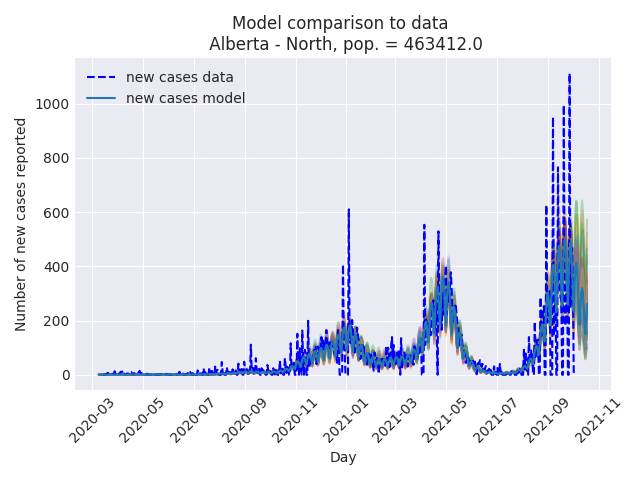 Model comparison to data
Alberta - North, pop. = 463412.0
new cases data
new cases model
Number of new cases reported
1000
800
600
400
200
0
2020-03
2020-05
2020-07
2020-09
2020-11
2021-01
2021-03
2021-05
2021-07
2021-09
2021-11
Day